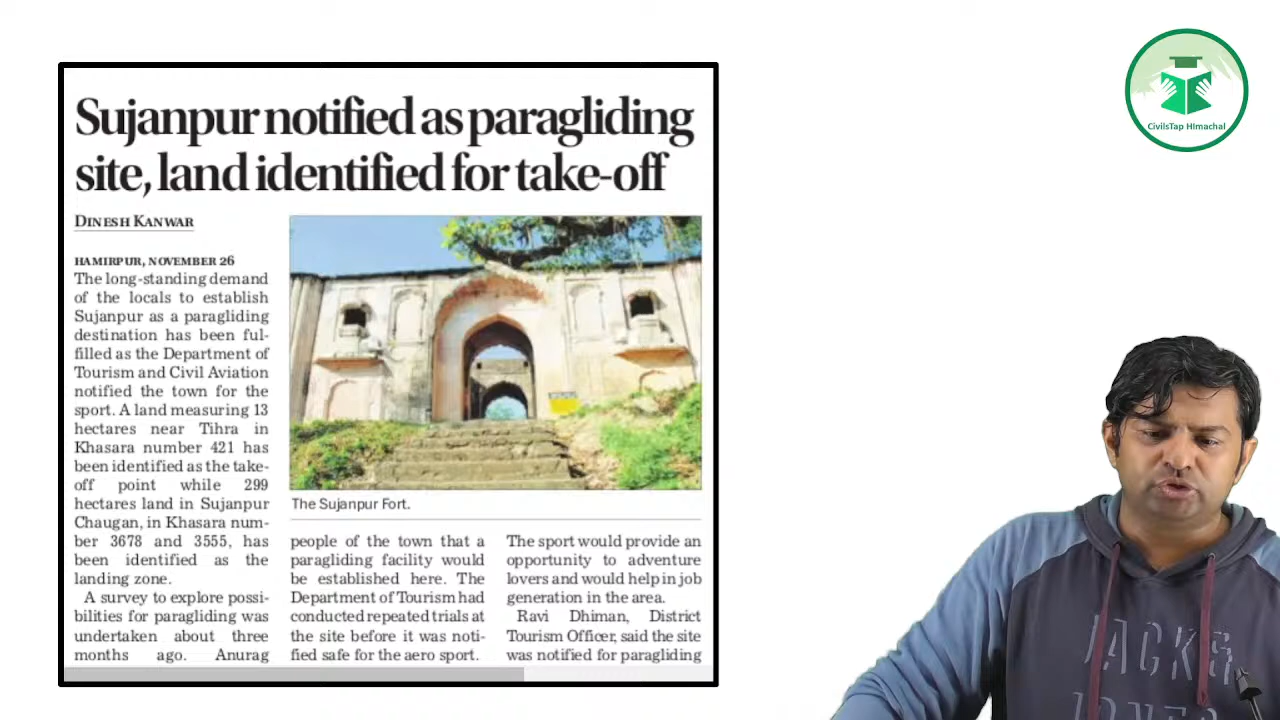 Sujanpur notified as paragliding
site, land identified for take-off
DINESH KANWAR
HAMIRPUR, NOVEMBER 26
The long-standing demand
of the locals to establish
Sujanpur as a paragliding
destination has been ful-
filled as the Department of
Tourism and Civil Aviation
notified the town for the
sport. A land measuring 13
hectares near Tihra in
Khasara number 421 has
been identified as the take-
off point while 299
hectares land in Sujanpur
Chaugan, in Khasara num-
ber 3678 and 3555, has
been identified as the
landing zone.
A survey to explore possi-
bilities for paragliding was
undertaken about three
months ago. Anurag
The Sujanpur Fort.
people of the town that a
paragliding facility would
be established here. The
Department of Tourism had
conducted repeated trials at
the site before it was noti-
fied safe for the aero sport.
The sport would provide an
opportunity to adventure
lovers and would help in job
generation in the area.
Ravi Dhiman, District
Tourism Officer, said the site
was notified for paragliding
CivilsTap HImachal
JACK&
JONES